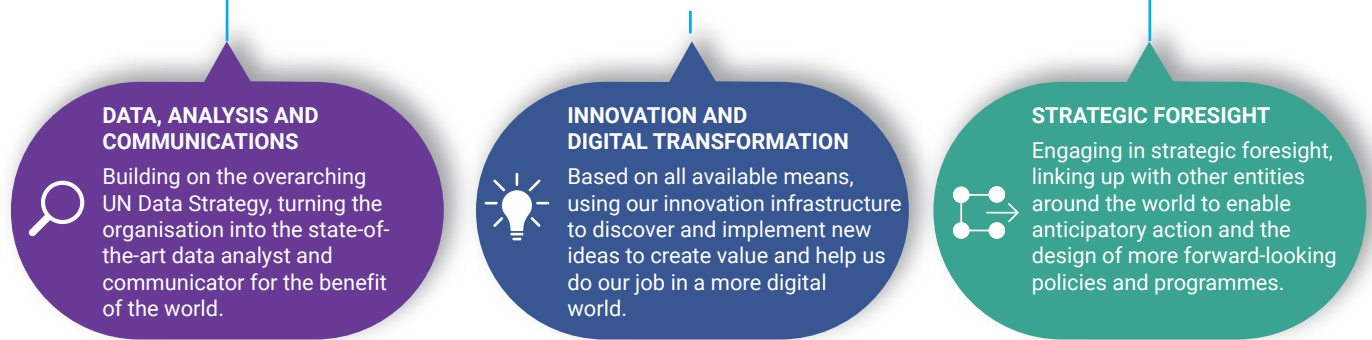 DATA, ANALYSIS AND
COMMUNICATIONS
Building on the overarching
UN Data Strategy, turning the
organisation into the state-of-
the-art data analyst and
communicator for the benefit
of the world.
INNOVATION AND
DIGITAL TRANSFORMATION
Based on all available means,
using our innovation infrastructure
to discover and implement new
ideas to create value and help us
do our job in a more digital
world.
STRATEGIC FORESIGHT
Engaging in strategic foresight,
linking up with other entities
around the world to enable
anticipatory action and the
design of more forward-looking
policies and programmes.